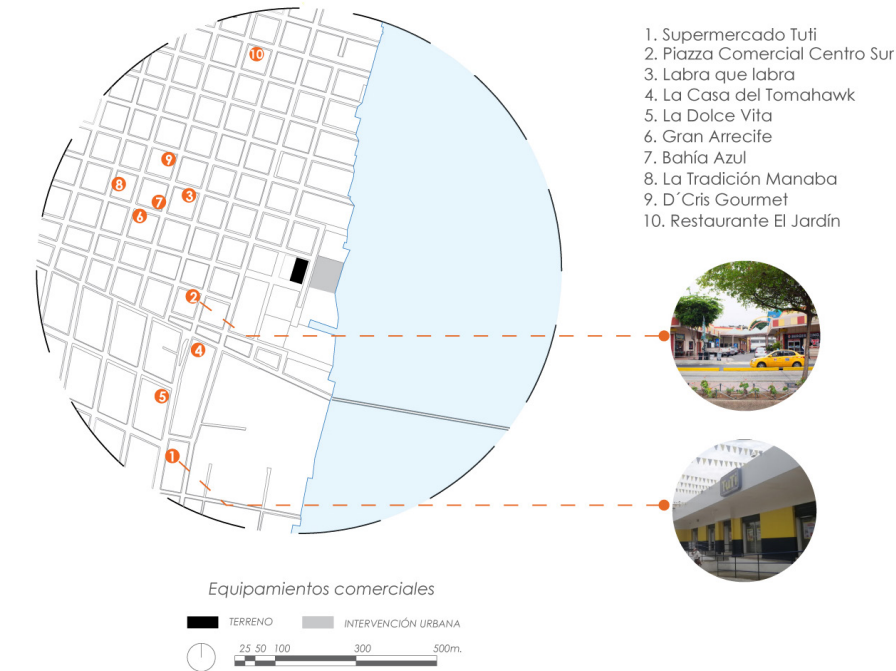 1. Supermercado Tuti
2. Piazza Comercial Centro Sur
3. Labra que labra
4. La Casa del Tomahawk
5. La Dolce Vita
6. Gran Arrecife
7. Bahía Azul
8. La Tradición Manaba
9. D´Cris Gourmet
10. Restaurante El Jardín
10
9
8
3
7
6
2
4
5
1
tuti
Equipamientos comerciales
TERRENO INTERVENCIÓN URBANA
25 50 100 300 500m.